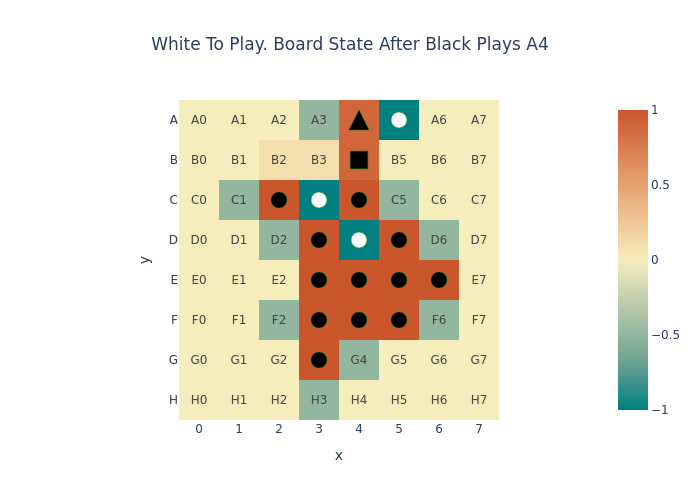 White To Play. Board State After Black Plays A4
A A0 A1 A2 A3 A6 A7
B B0 B1 B2 B3 B5 B6 B7
C C0 C1 C5 C6 C7
D D0 D1 D2 D6 D7
E E0 E1 E2 E7
F F0 F1 F2 F6 F7
G G0 G1 G2 G4 G5 G6 G7
H H0 H1 H2 H3 H4 H5 H6 H7
0 1 2 3 4 5 6 7
x
y
1
0.5
0
−0.5
−1